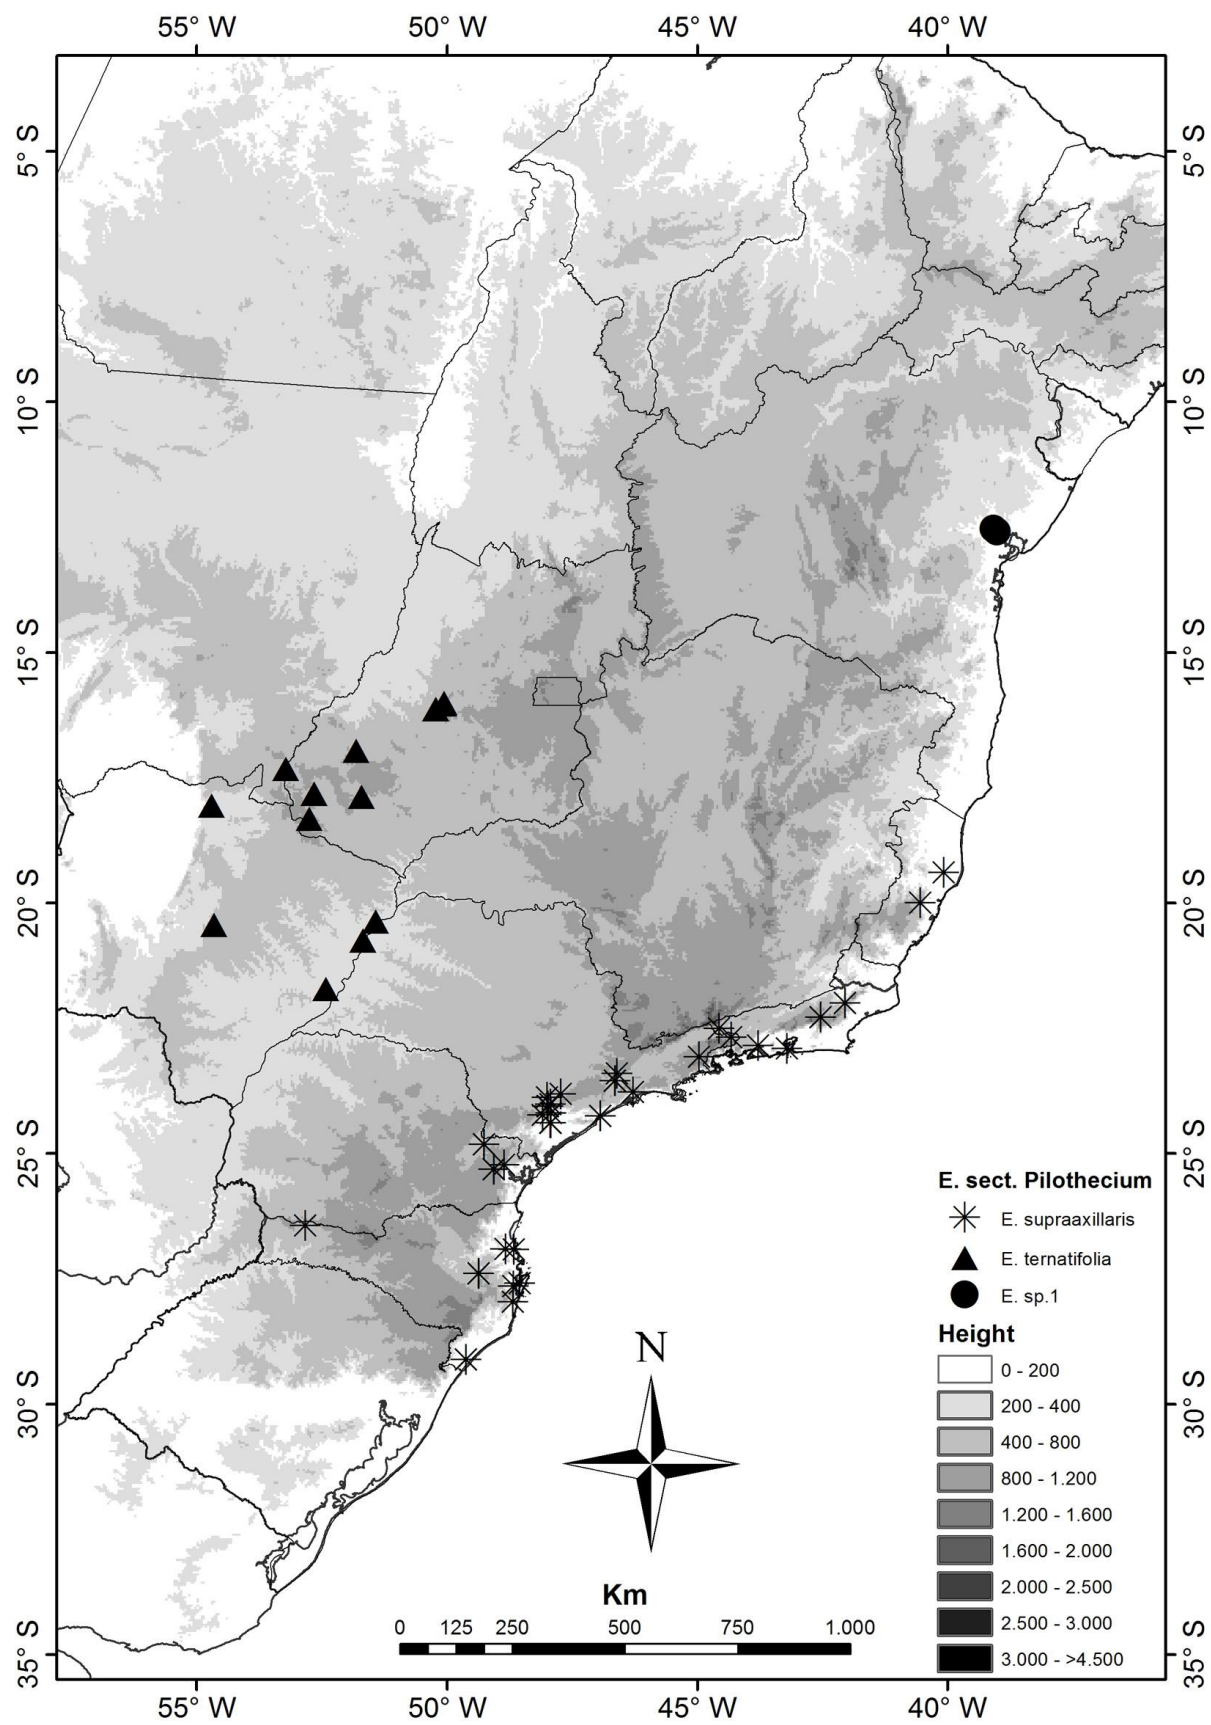 55° W 50° W 45° W 40° W
5° S 5° S
10° S 10° S
15° S 15° S
20° S 20° S
25° S 25° S
E. sect. Pilothecium
E. supraaxillaris
E. ternatifolia
E. sp.1
Height
N
0 - 200
30° S 30° S
200 - 400
400 - 800
800 - 1.200
1.200 - 1.600
1.600 - 2.000
2.000 - 2.500
2.500 - 3.000
3.000 - >4.500
Km
0 125 250 500 750 1.000
35° S 35° S
55° W 50° W 45° W 40° W